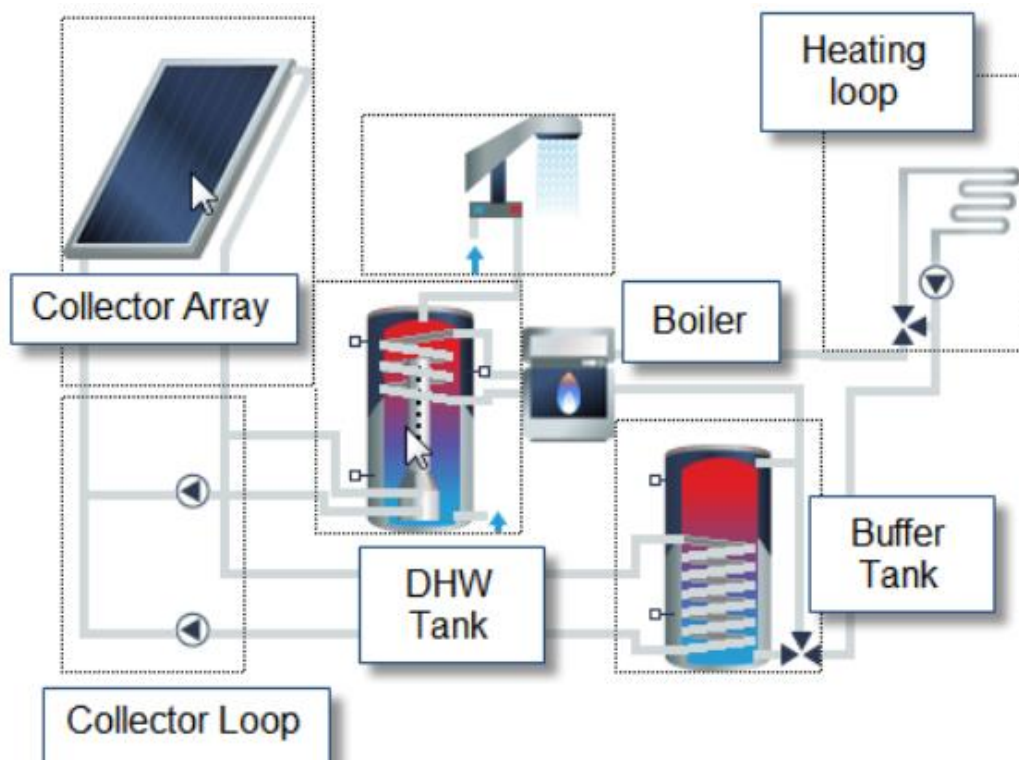 Heating
loop
Collector Array
Boiler
DHW
Tank
Buffer
Tank
Collector Loop